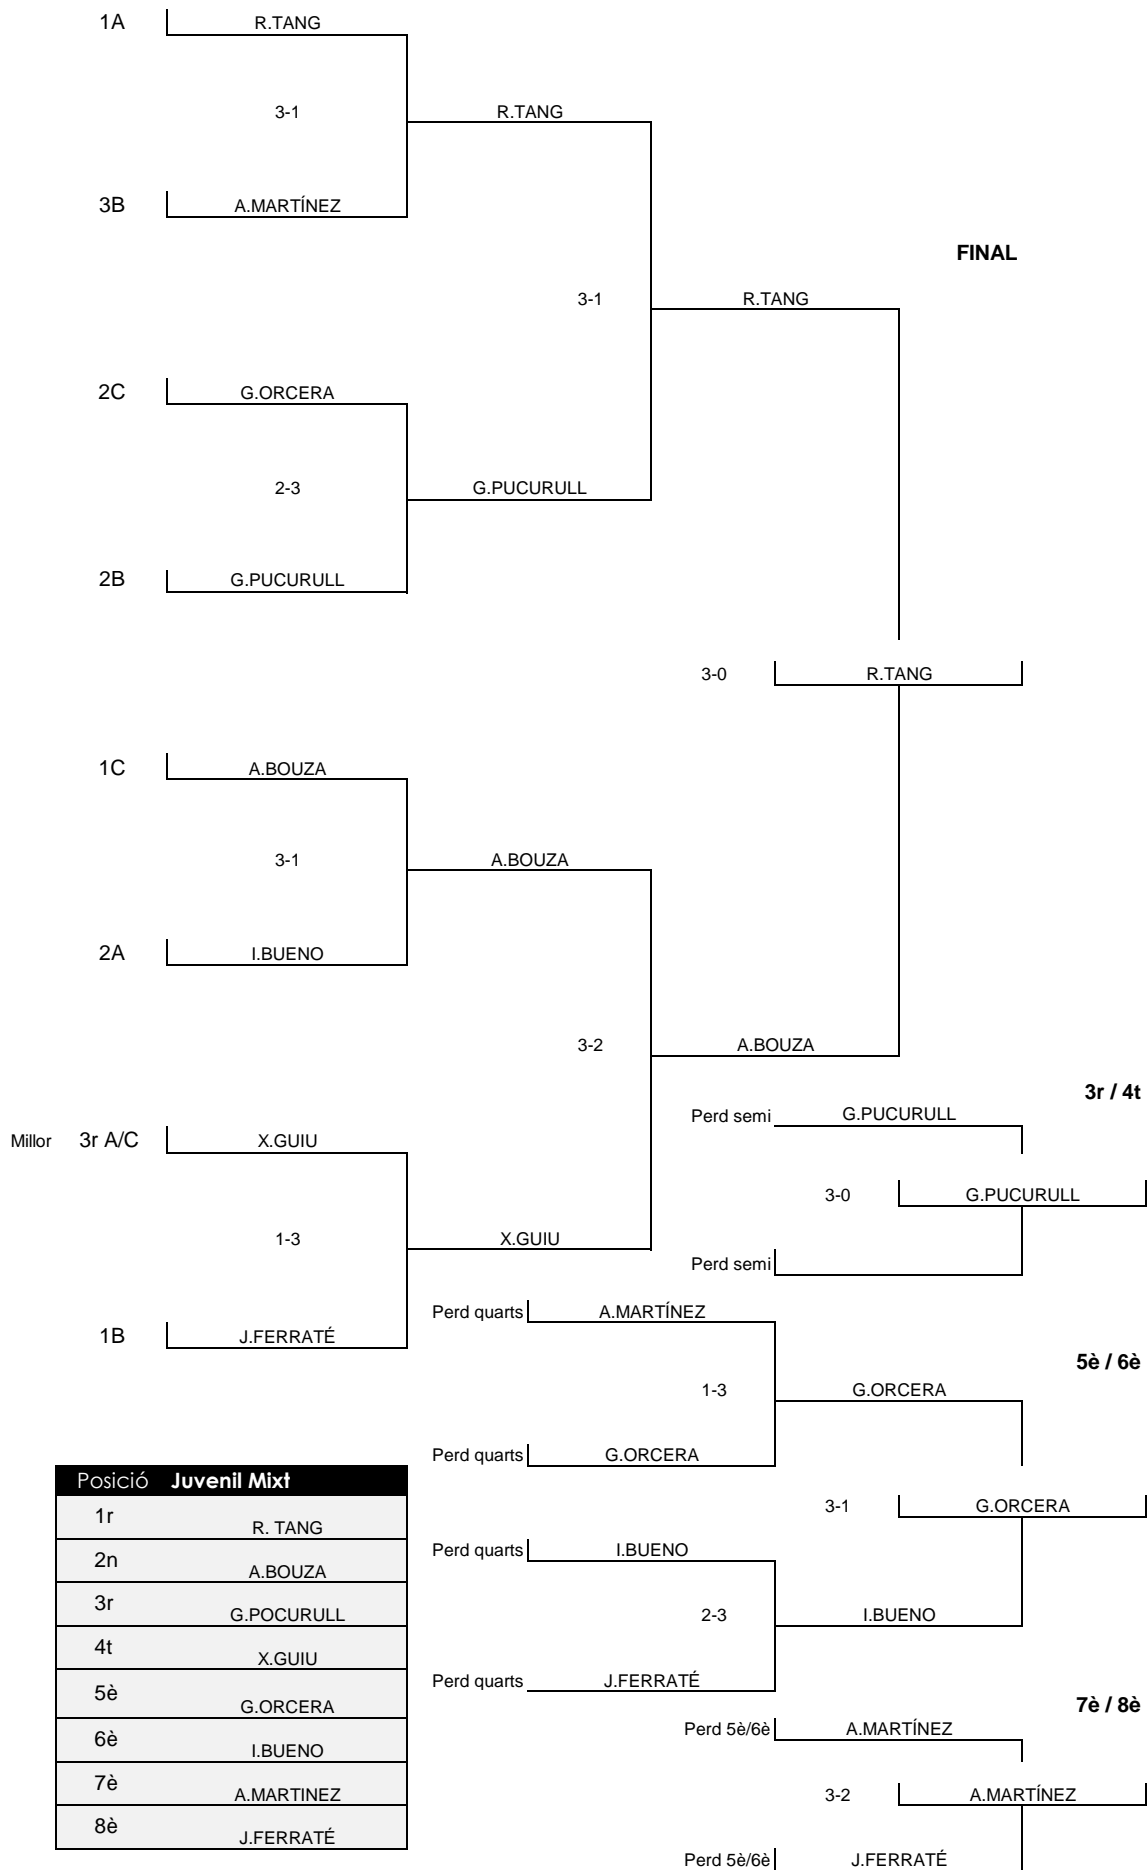 1A R.TANG
3-1 R.TANG
3B A.MARTÍNEZ
FINAL
3-1 R.TANG
2C G.ORCERA
2-3 G.PUCURULL
2B G.PUCURULL
3-0 R.TANG
1C A.BOUZA
3-1 A.BOUZA
2A I.BUENO
3-2 A.BOUZA
3r / 4t
Perd semi G.PUCURULL
Millor 3r A/C X.GUIU
3-0 G.PUCURULL
1-3 X.GUIU
Perd semi
Perd quarts A.MARTÍNEZ
1B J.FERRATÉ
5è / 6è
1-3 G.ORCERA
Perd quarts G.ORCERA
Posició Juvenil Mixt
3-1 G.ORCERA
1r R. TANG
Perd quarts I.BUENO
2n A.BOUZA
3r G.POCURULL
2-3 I.BUENO
4t X.GUIU
Perd quarts J.FERRATÉ
5è G.ORCERA
7è / 8è
Perd 5è/6è A.MARTÍNEZ
6è I.BUENO
7è A.MARTINEZ
3-2 A.MARTÍNEZ
8è J.FERRATÉ
Perd 5è/6è J.FERRATÉ